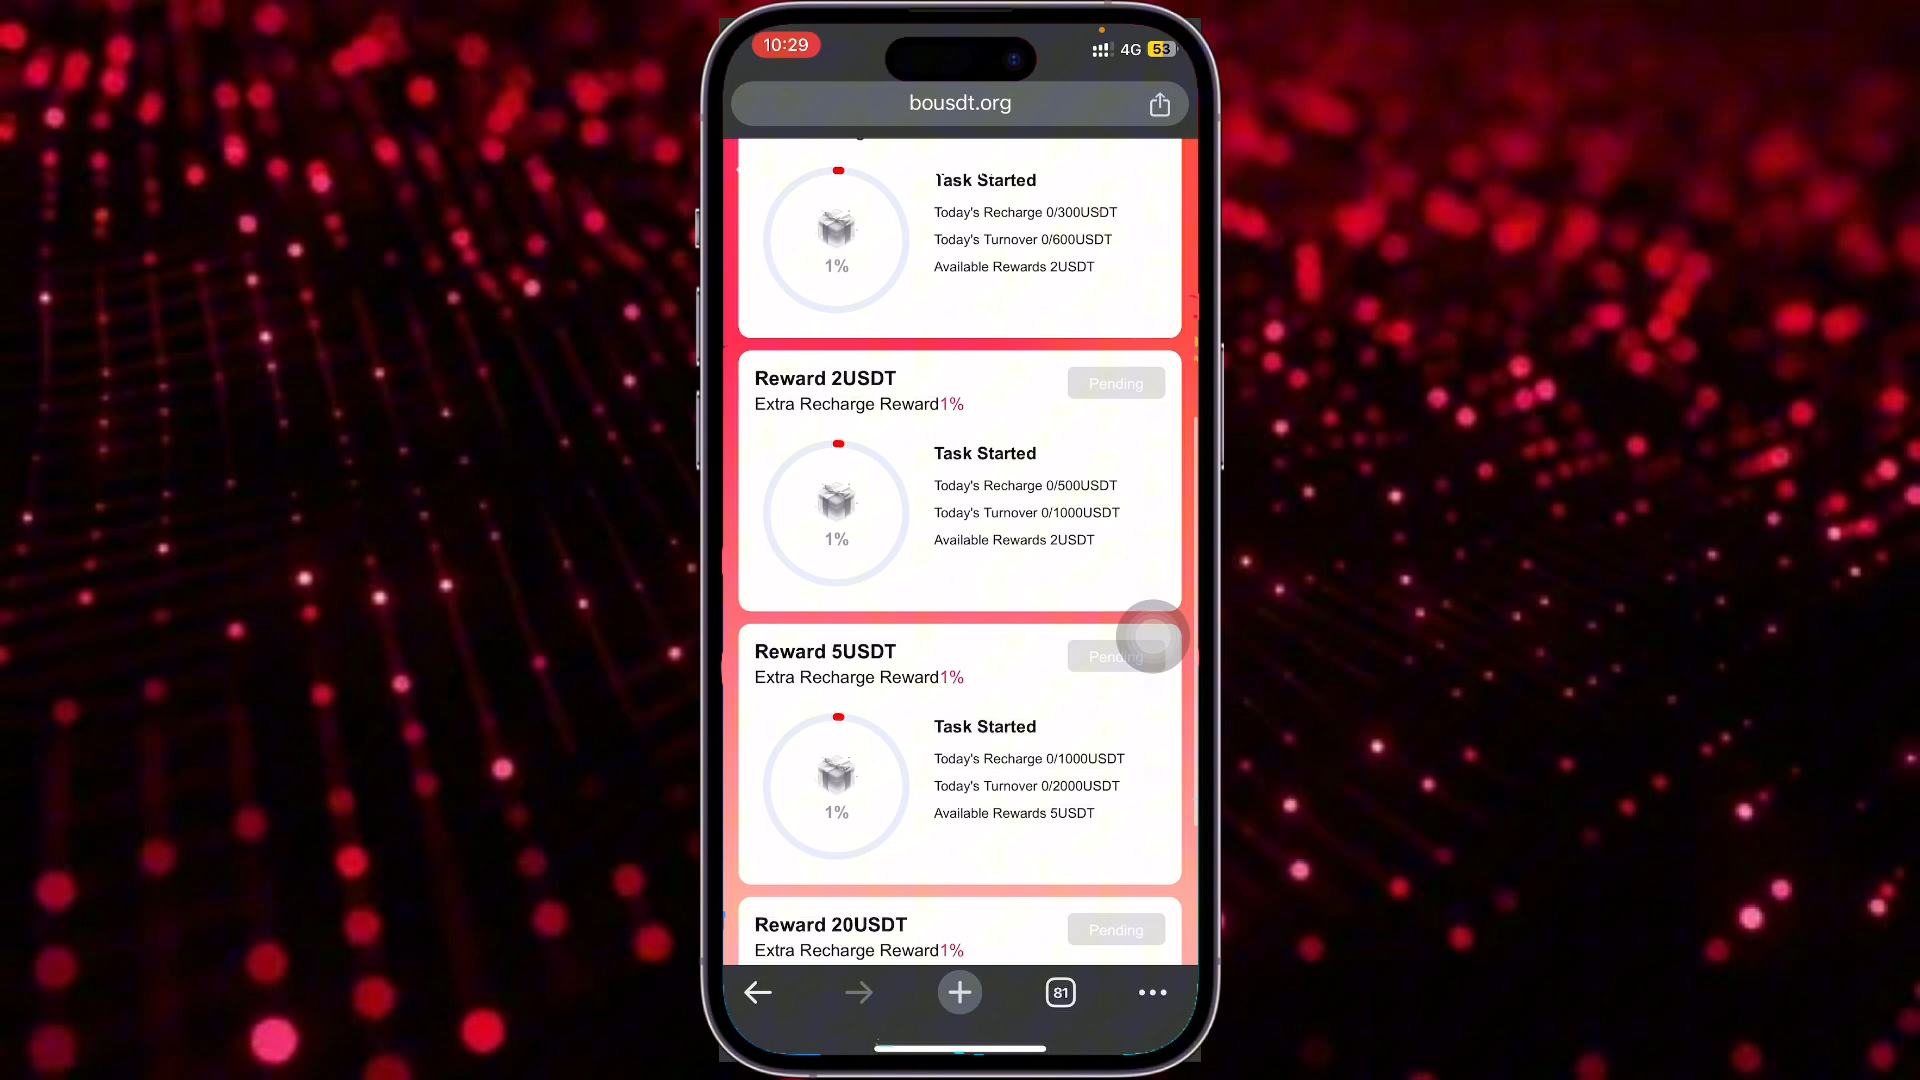 10:29
4G 53
bousdt.org
Task Started
Today's Recharge 0/300USDT
Today's Turnover 0/600USDT
Available Rewards 2USDT
1%
Reward 2USDT
Pending
Extra Recharge Reward1%
Task Started
Today's Recharge 0/500USDT
Today's Turnover 0/1000USDT
Available Rewards 2USDT
1%
Reward 5USDT
Pending
Extra Recharge Reward1%
Task Started
Today's Recharge 0/1000USDT
Today's Turnover 0/2000USDT
Available Rewards 5USDT
1%
Reward 20USDT
Pending
Extra Recharge Reward1%
81